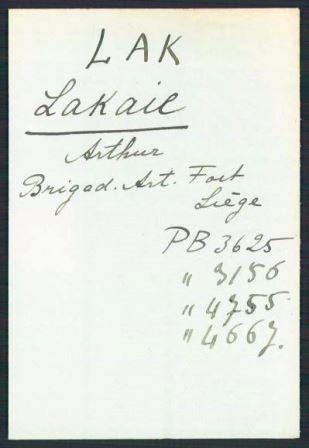 LAK
Lakaie
Arthur
Brigad. Art. Fort
Liège
PB 3625
" 3156
" 4755
" 4667.